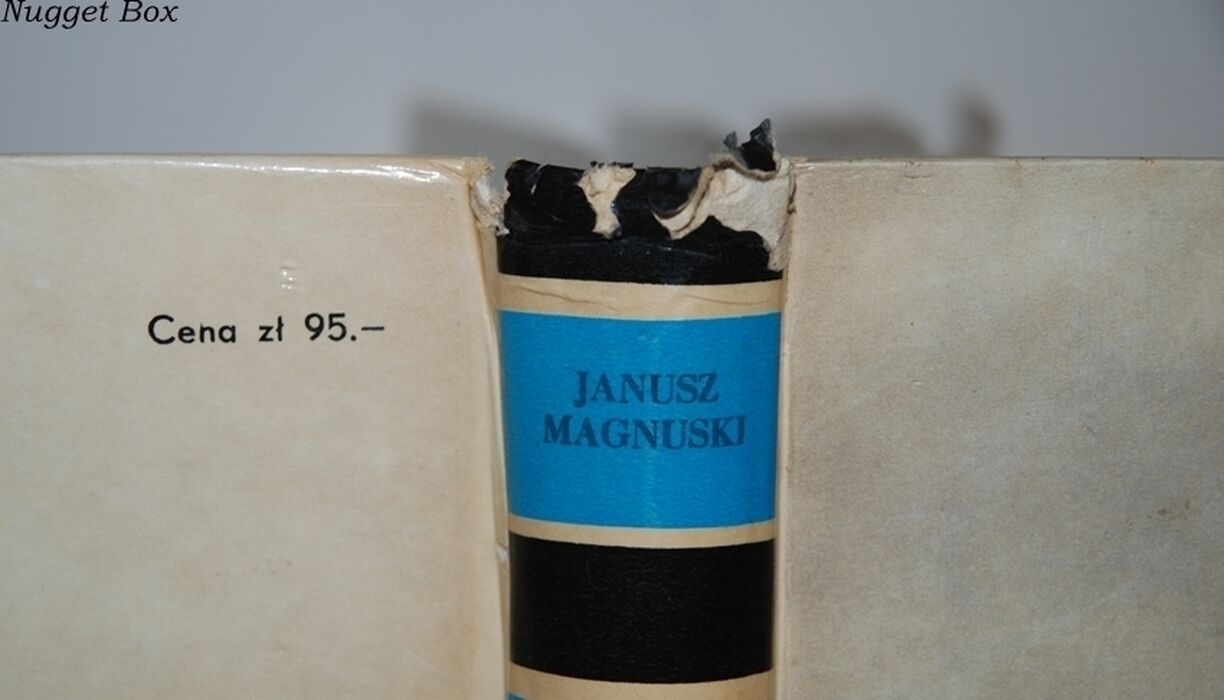 Nugget Box
Cena zł 95.—
JANUSZ
MAGNUSKI